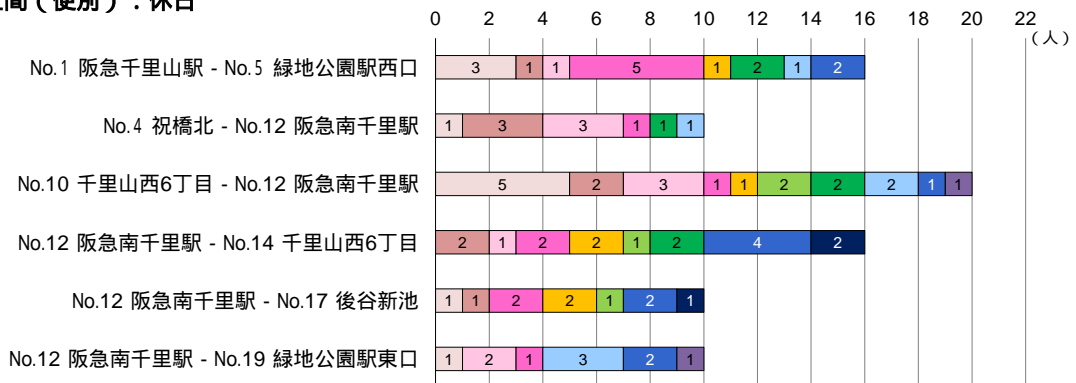 区間（便別）：休日
0 2 4 6 8 10 12 14 16 18 20 22
（人）
No.1 阪急千里山駅 - No.5 緑地公園駅西口 3 1 1 5 1 2 1 2
No.4 祝橋北 - No.12 阪急南千里駅 1 3 3 1 1 1
No.10 千里山西6丁目 - No.12 阪急南千里駅 5 2 3 1 1 2 2 2 1 1
No.12 阪急南千里駅 - No.14 千里山西6丁目 2 1 2 2 1 2 4 2
No.12 阪急南千里駅 - No.17 後谷新池 1 1 2 2 1 2 1
No.12 阪急南千里駅 - No.19 緑地公園駅東口 1 2 1 3 2 1